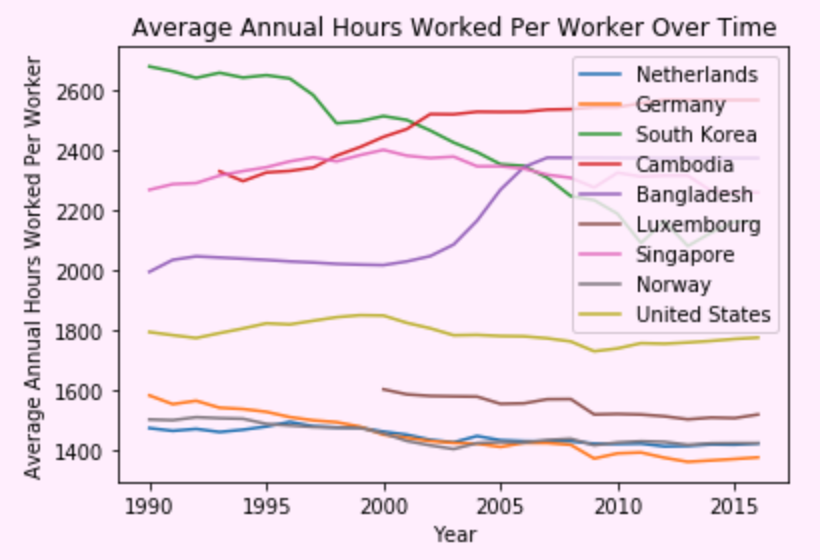 Average Annual Hours Worked Per Worker Over Time
Average Annual Hours Worked Per Worker
2600
2400
2200
2000
1800
1600
1400
Netherlands
Germany
South Korea
Cambodia
Bangladesh
Luxembourg
Singapore
Norway
United States
1990
1995
2000
2005
2010
2015
Year